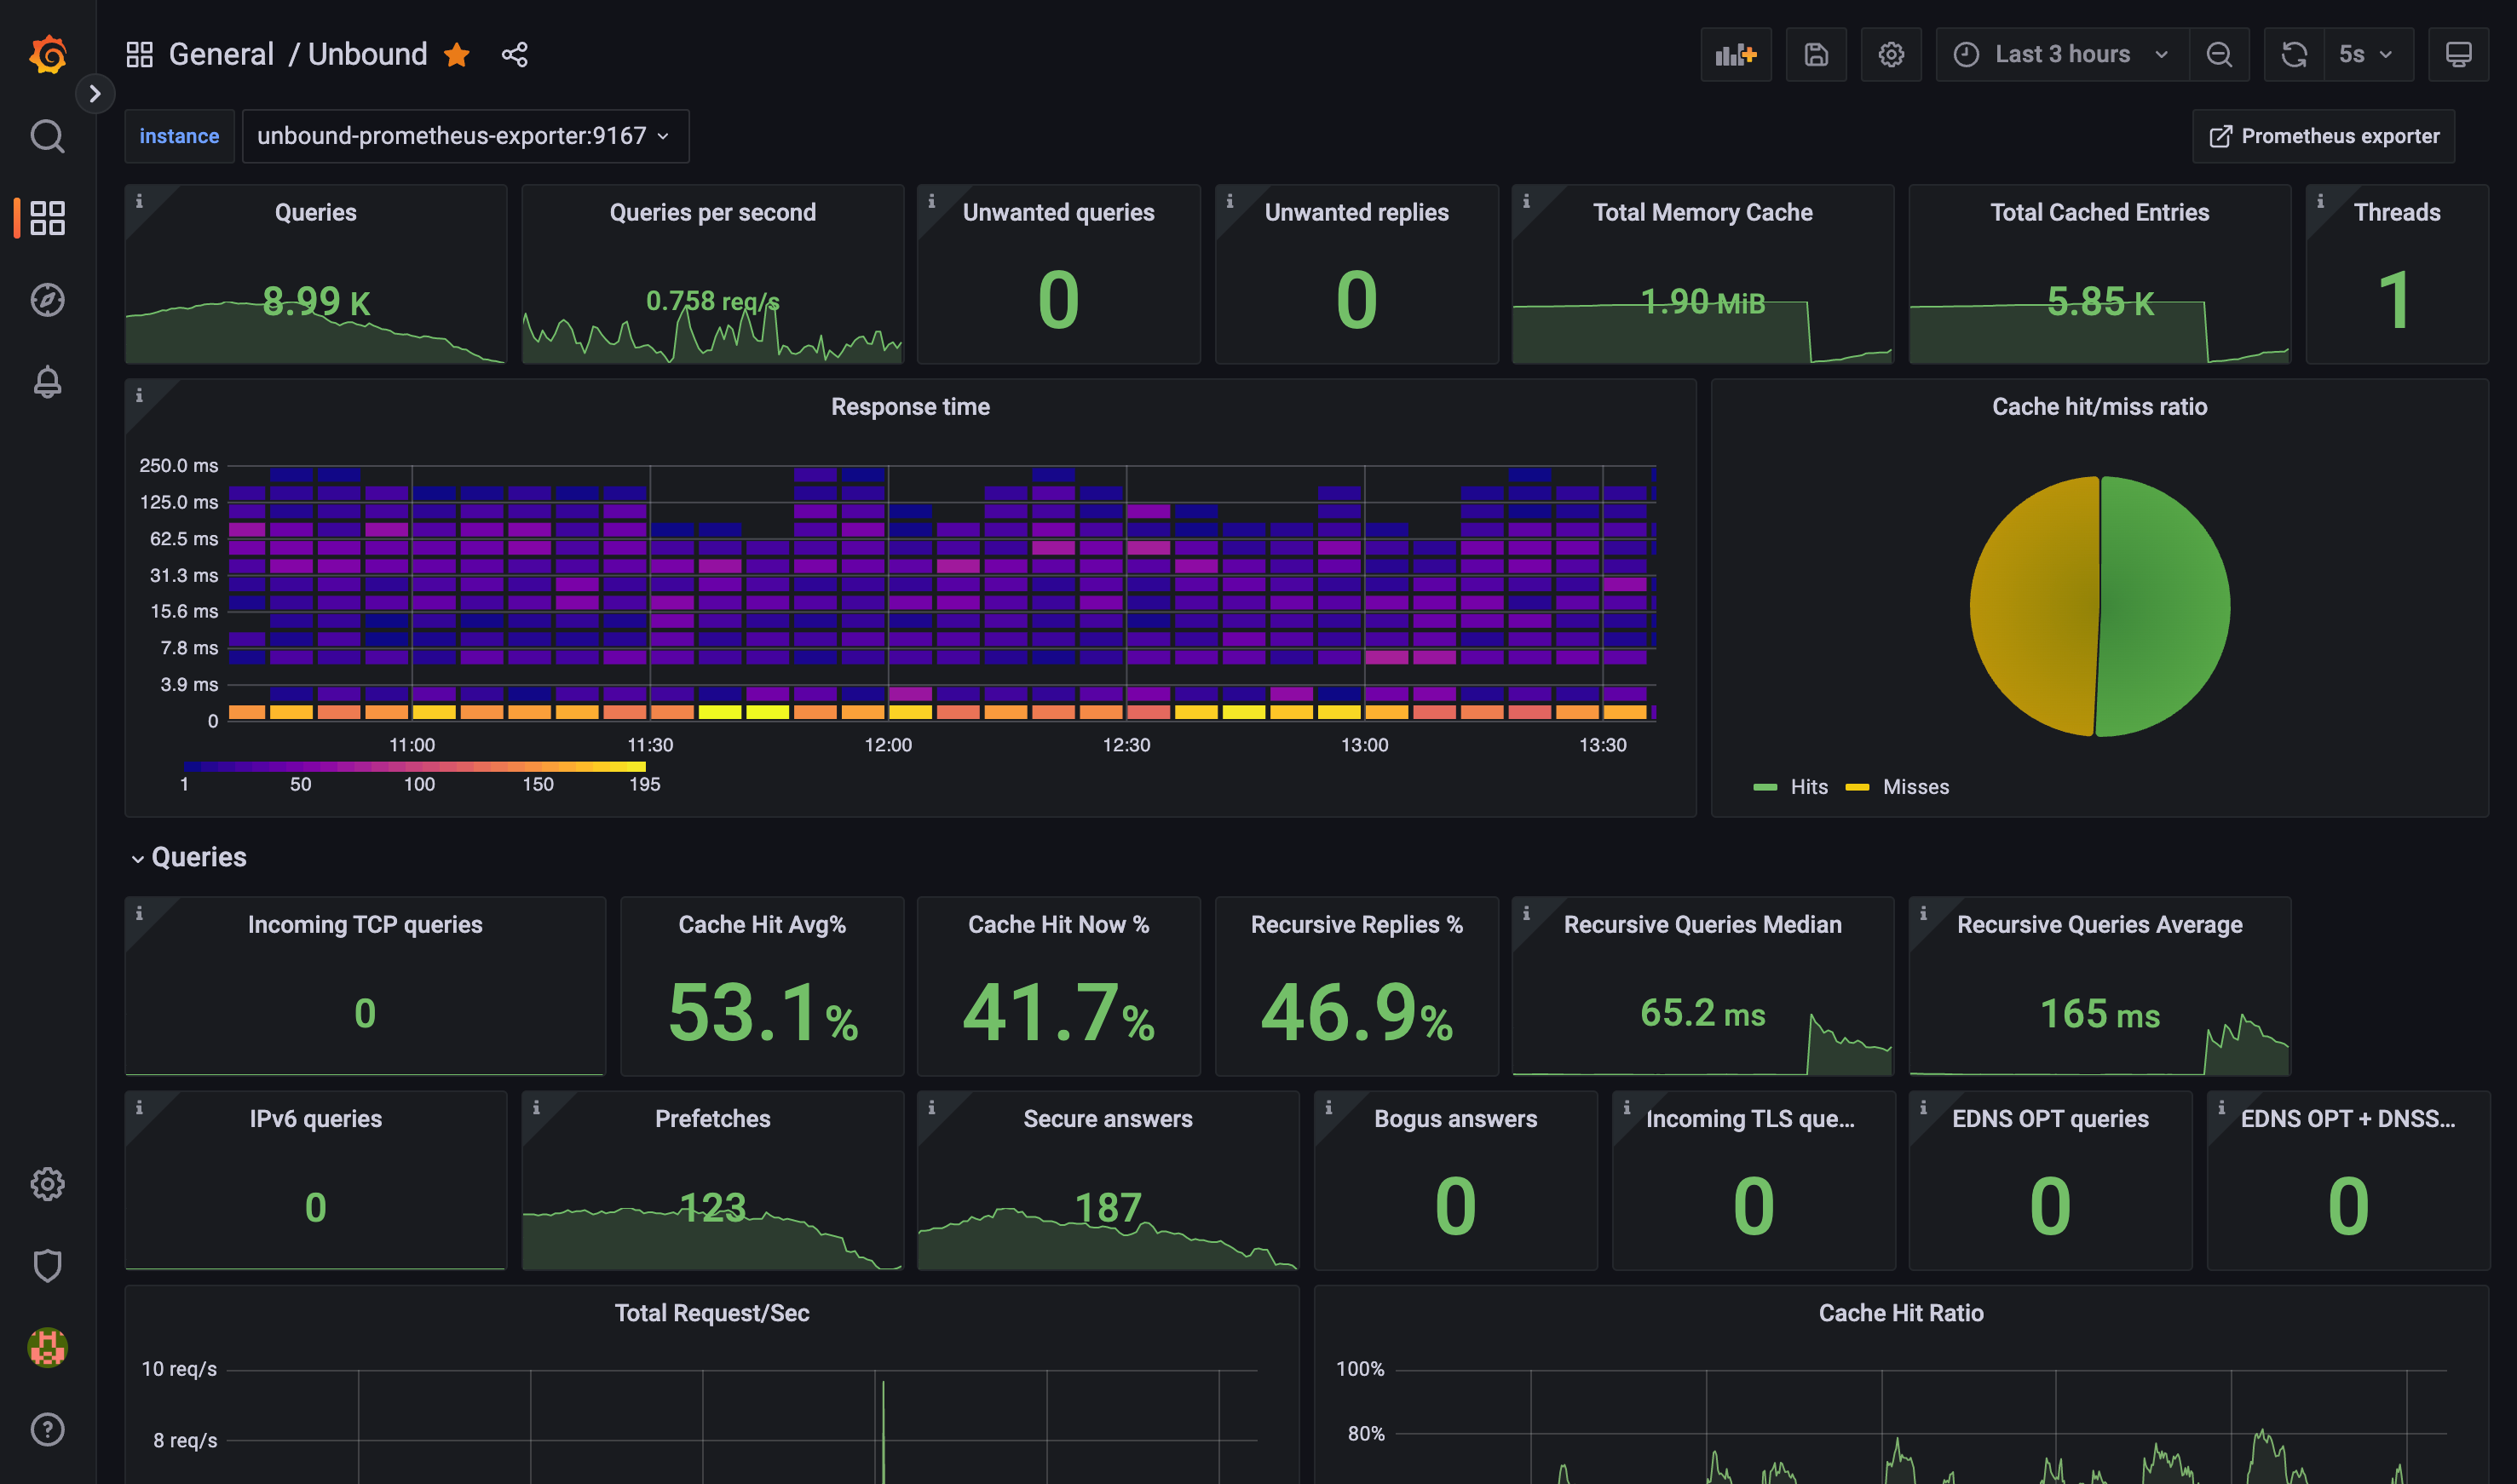 General / Unbound
Last 3 hours
5s
instance
unbound-prometheus-exporter:9167
Prometheus exporter
Queries
8.99 K
Queries per second
0.758 req/s
Unwanted queries
0
Unwanted replies
0
Total Memory Cache
1.90 MiB
Total Cached Entries
5.85 K
Threads
1
Response time
250.0 ms
125.0 ms
62.5 ms
31.3 ms
15.6 ms
7.8 ms
3.9 ms
0
11:00 11:30 12:00 12:30 13:00 13:30
1 50 100 150 195
Cache hit/miss ratio
Hits Misses
Queries
Incoming TCP queries
0
Cache Hit Avg%
53.1%
Cache Hit Now %
41.7%
Recursive Replies %
46.9%
Recursive Queries Median
65.2 ms
Recursive Queries Average
165 ms
IPv6 queries
0
Prefetches
123
Secure answers
187
Bogus answers
0
Incoming TLS que...
0
EDNS OPT queries
0
EDNS OPT + DNSS...
0
Total Request/Sec
10 req/s
8 req/s
Cache Hit Ratio
100%
80%